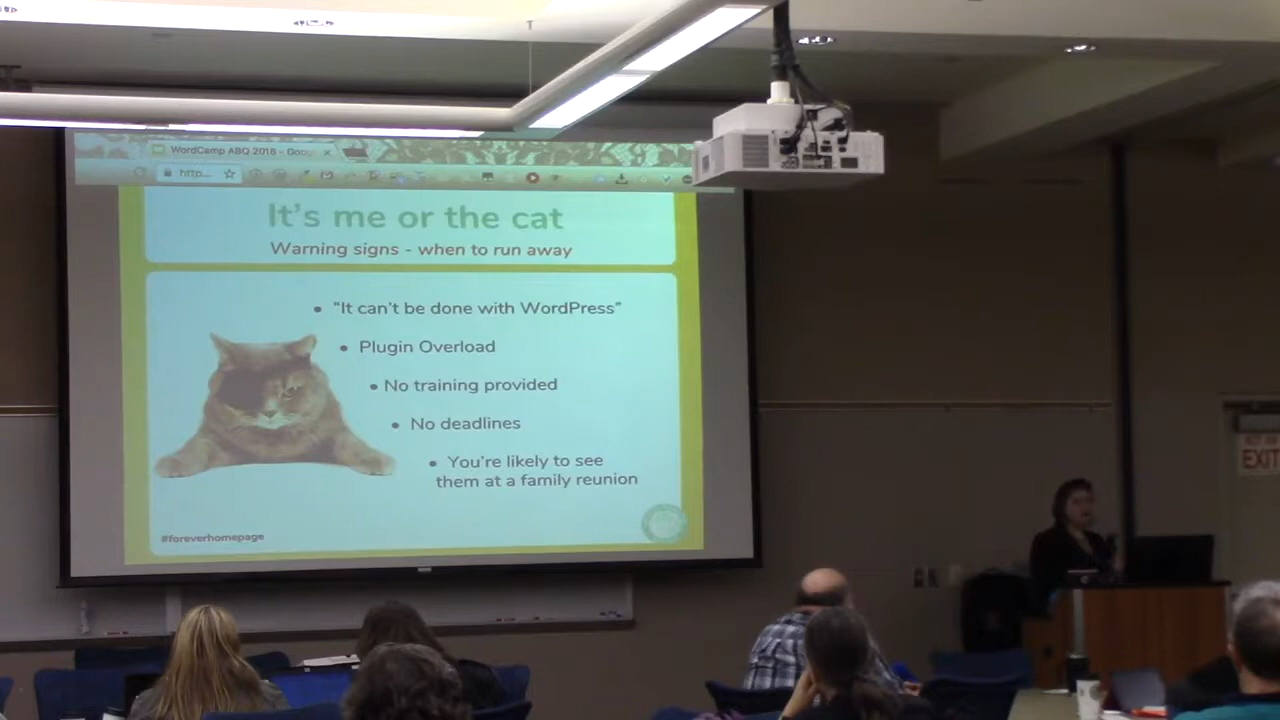 WordCamp ABQ 2018 - Goog
http...
It's me or the cat
Warning signs - when to run away
• "It can't be done with WordPress"
• Plugin Overload
• No training provided
• No deadlines
• You're likely to see
them at a family reunion
#foreverhomepage
EXIT